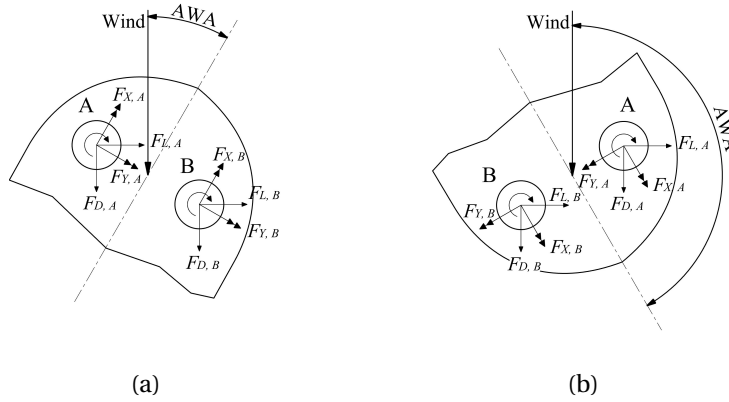 Wind
AWA
A
F_{X, A}
F_{L, A}
F_{Y, A}
F_{D, A}
B
F_{X, B}
F_{L, B}
F_{Y, B}
F_{D, B}
(a)
Wind
AWA
A
F_{L, A}
F_{Y, A}
F_{X, A}
F_{D, A}
B
F_{L, B}
F_{Y, B}
F_{X, B}
F_{D, B}
(b)